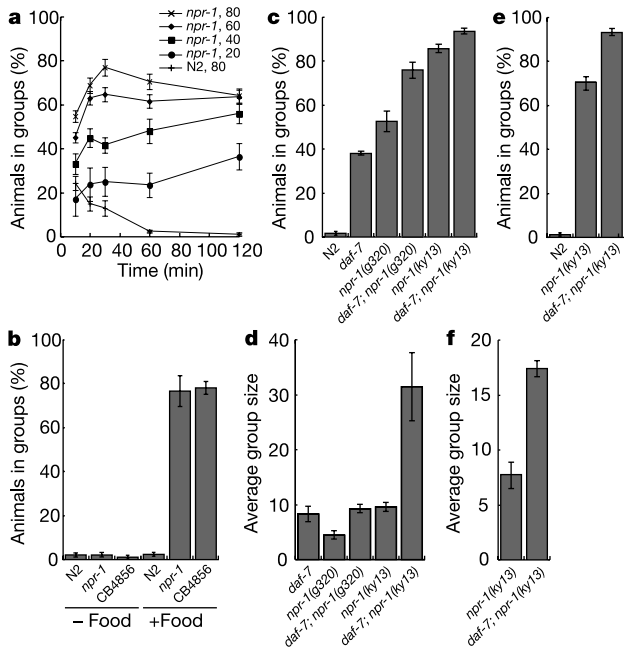 a
Animals in groups (%)
100
80
60
40
20
0
0 20 40 60 80 100 120
Time (min)
npr-1, 80
npr-1, 60
npr-1, 40
npr-1, 20
N2, 80
c
Animals in groups (%)
100
80
60
40
20
0
N2
daf-7
npr-1(g320)
daf-7; npr-1(g320)
npr-1(ky13)
daf-7; npr-1(ky13)
e
Animals in groups (%)
100
80
60
40
20
0
N2
npr-1(ky13)
daf-7; npr-1(ky13)
b
Animals in groups (%)
100
80
60
40
20
0
N2
npr-1
CB4856
N2
npr-1
CB4856
– Food
+Food
d
Average group size
40
30
20
10
0
daf-7
npr-1(g320)
daf-7; npr-1(g320)
npr-1(ky13)
daf-7; npr-1(ky13)
f
Average group size
20
15
10
5
0
npr-1(ky13)
daf-7; npr-1(ky13)